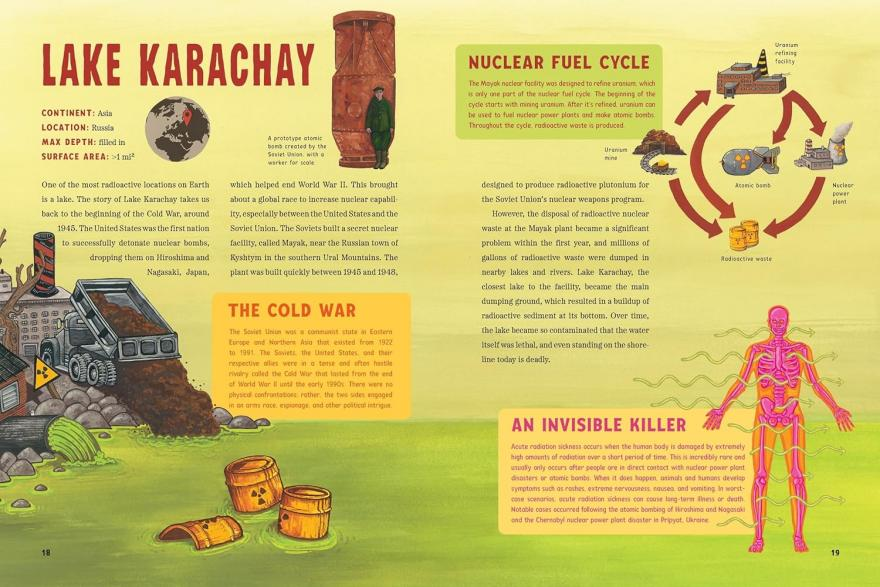 LAKE KARACHAY
CONTINENT: Asia
LOCATION: Russia
MAX DEPTH: filled in
SURFACE AREA: >1 mi²
A prototype atomic
bomb created by the
Soviet Union, with a
worker for scale
One of the most radioactive locations on Earth
is a lake. The story of Lake Karachay takes us
back to the beginning of the Cold War, around
1945. The United States was the first nation
to successfully detonate nuclear bombs,
dropping them on Hiroshima and
Nagasaki, Japan,
which helped end World War II. This brought
about a global race to increase nuclear capabil-
ity, especially between the United States and the
Soviet Union. The Soviets built a secret nuclear
facility, called Mayak, near the Russian town of
Kyshtym in the southern Ural Mountains. The
plant was built quickly between 1945 and 1948,
THE COLD WAR
The Soviet Union was a communist state in Eastern
Europe and Northern Asia that existed from 1922
to 1991. The Soviets, the United States, and their
respective allies were in a tense and often hostile
rivalry called the Cold War that lasted from the end
of World War II until the early 1990s. There were no
physical confrontations; rather, the two sides engaged
in an arms race, espionage, and other political intrigue.
18
NUCLEAR FUEL CYCLE
The Mayak nuclear facility was designed to refine uranium, which
is only one part of the nuclear fuel cycle. The beginning of the
cycle starts with mining uranium. After it's refined, uranium can
be used to fuel nuclear power plants and make atomic bombs.
Throughout the cycle, radioactive waste is produced.
Uranium
refining
facility
Uranium
mine
Atomic bomb
Nuclear
power
plant
Radioactive waste
designed to produce radioactive plutonium for
the Soviet Union's nuclear weapons program.
However, the disposal of radioactive nuclear
waste at the Mayak plant became a significant
problem within the first year, and millions of
gallons of radioactive waste were dumped in
nearby lakes and rivers. Lake Karachay, the
closest lake to the facility, became the main
dumping ground, which resulted in a buildup of
radioactive sediment at its bottom. Over time,
the lake became so contaminated that the water
itself was lethal, and even standing on the shore-
line today is deadly.
AN INVISIBLE KILLER
Acute radiation sickness occurs when the human body is damaged by extremely
high amounts of radiation over a short period of time. This is incredibly rare and
usually only occurs after people are in direct contact with nuclear power plant
disasters or atomic bombs. When it does happen, animals and humans develop
symptoms such as rashes, extreme nervousness, nausea, and vomiting. In worst-
case scenarios, acute radiation sickness can cause long-term illness or death.
Notable cases occurred following the atomic bombing of Hiroshima and Nagasaki
and the Chernobyl nuclear power plant disaster in Pripyat, Ukraine.
19